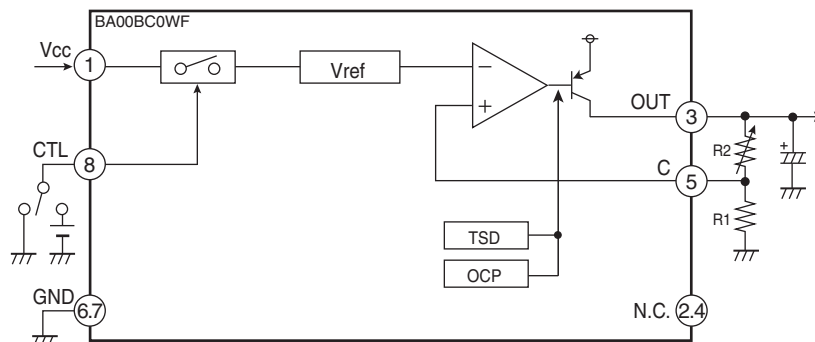 BA00BC0WF
Vcc
1
Vref
−
+
OUT
3
+
R2
CTL
8
C
5
R1
TSD
OCP
GND
6.7
N.C.
2.4